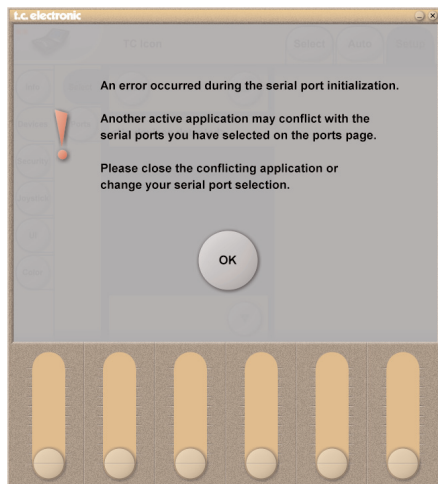 t.c. electronic
TC Icon
Select
Auto
An error occurred during the serial port initialization.
Another active application may conflict with the
serial ports you have selected on the ports page.
Please close the conflicting application or
change your serial port selection.
OK